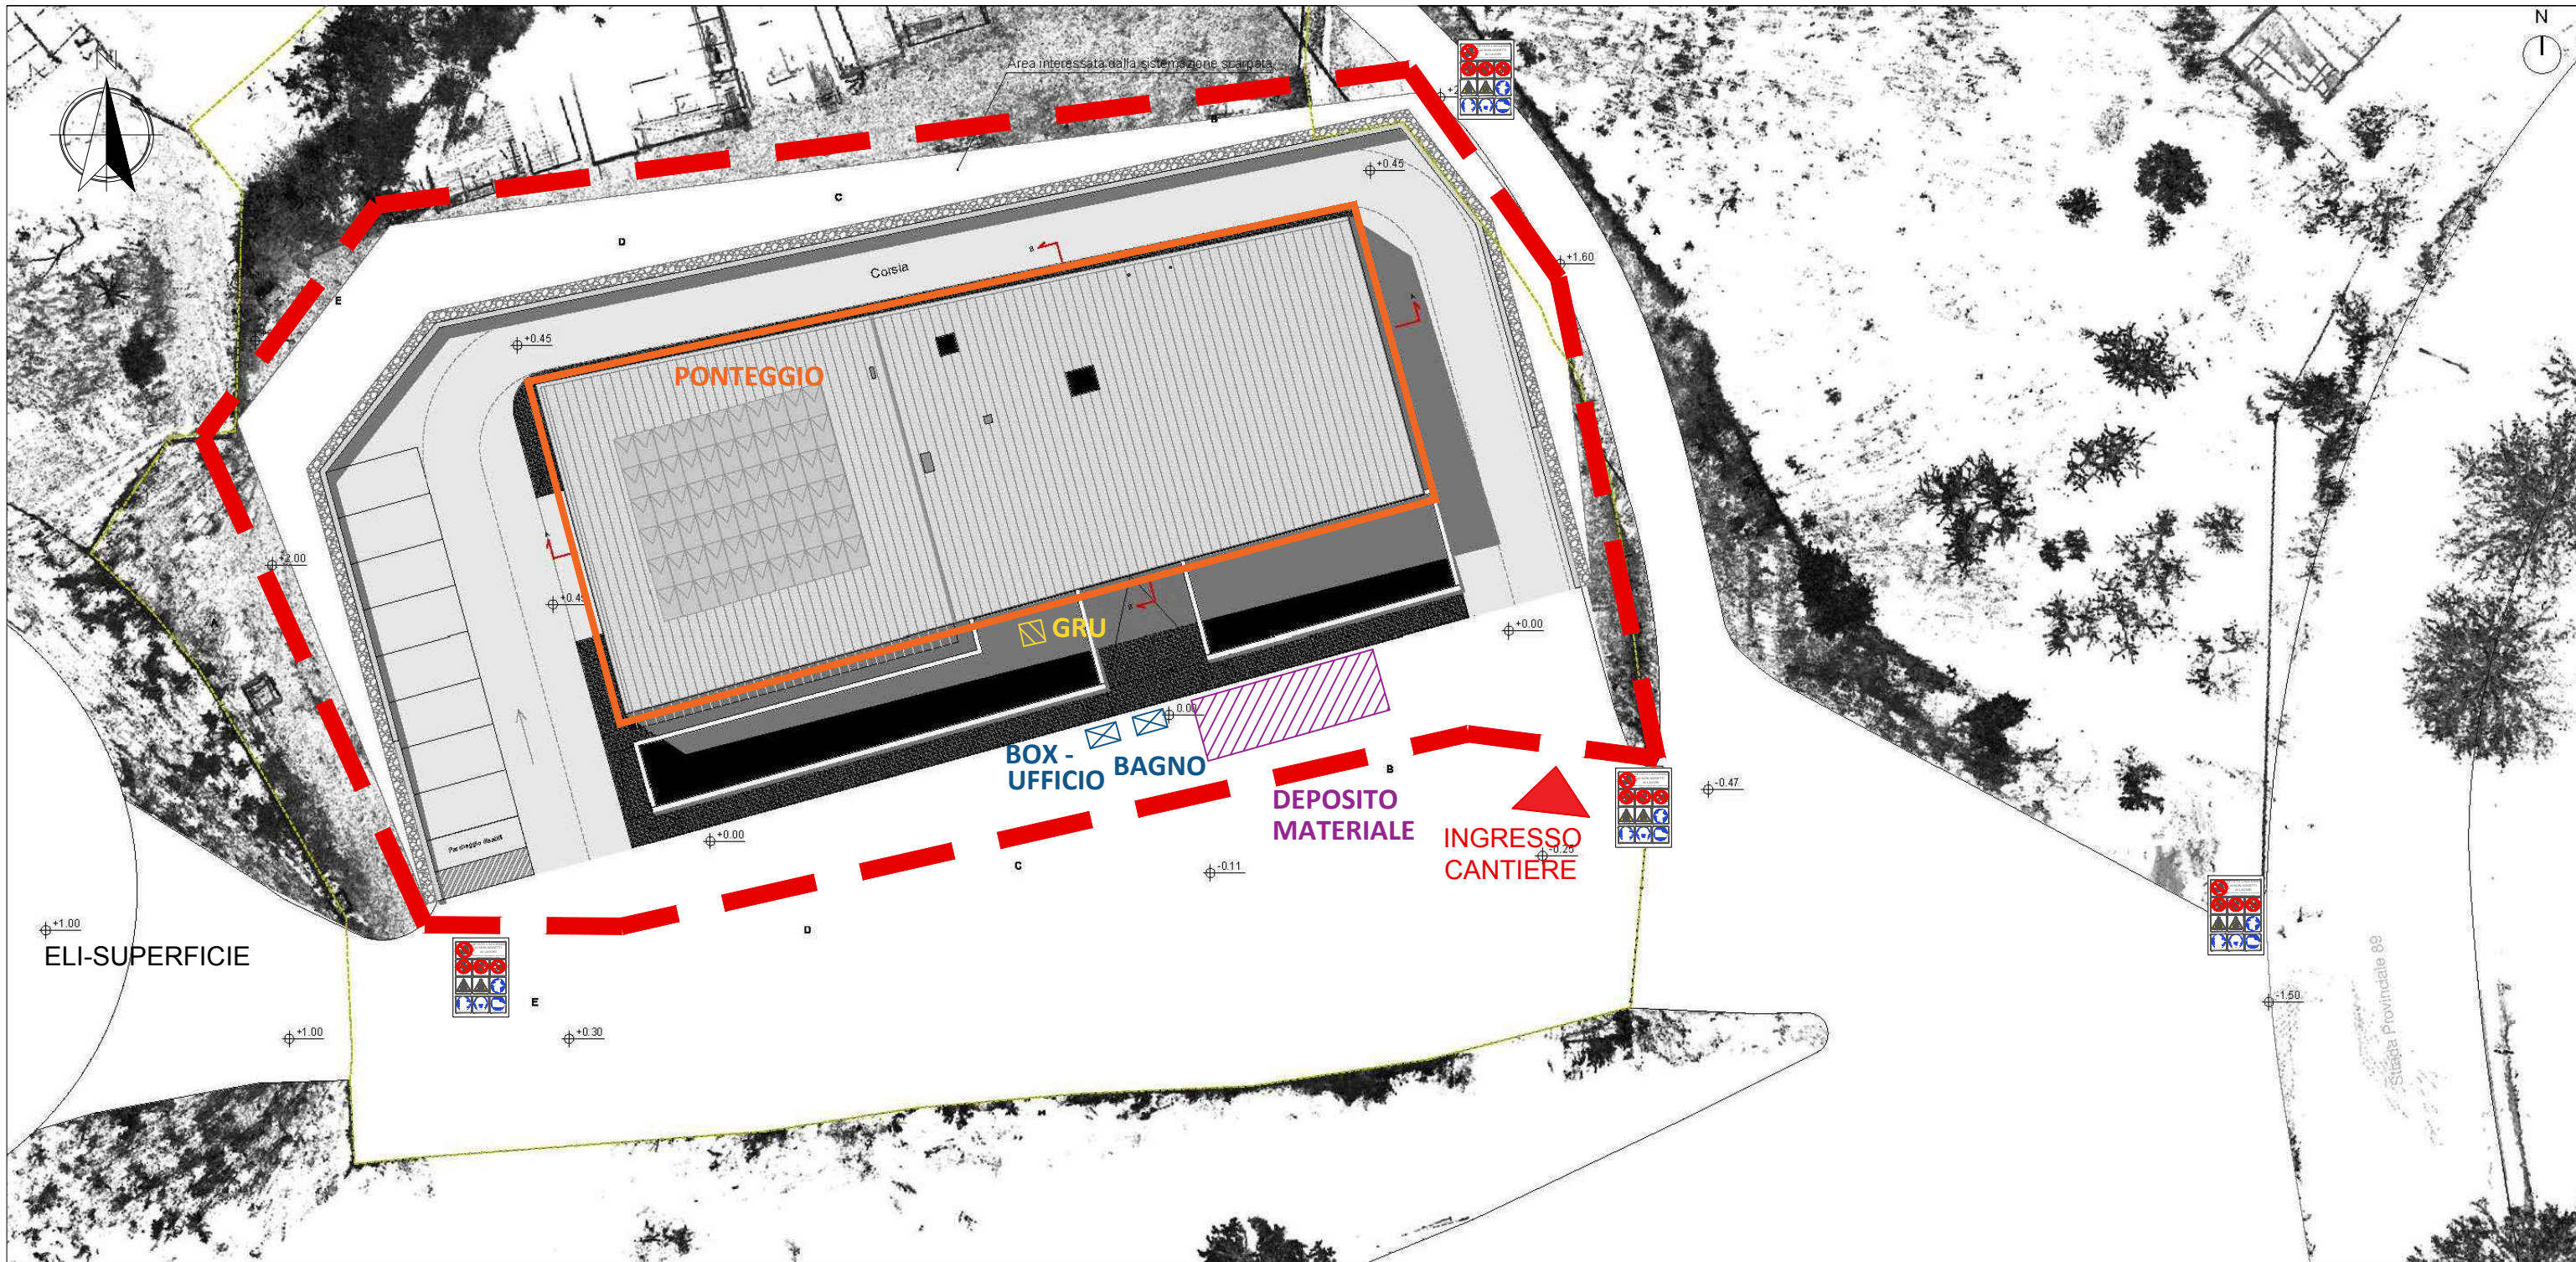 N
N
Area interessata dalla sistemazione scarpata
B
+0.45
C
D
B
Corsia
+1.60
E
A
+0.45
PONTEGGIO
A
+2.00
B
A
GRU
+0.00
0.00
BOX -
UFFICIO
BAGNO
B
-0.47
DEPOSITO
MATERIALE
INGRESSO
CANTIERE
+0.00
-0.25
C
-0.11
+1.00
D
ELI-SUPERFICIE
E
+1.00
+0.30
-1.50
Strada Provinciale 89